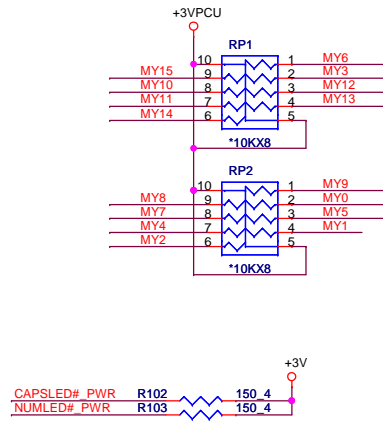 +3VPCU
RP1
10 1 MY6
MY15 9 2 MY3
MY10 8 3 MY12
MY11 7 4 MY13
MY14 6 5
*10KX8
RP2
10 1 MY9
MY8 9 2 MY0
MY7 8 3 MY5
MY4 7 4 MY1
MY2 6 5
*10KX8
+3V
CAPSLED#_PWR R102 150_4
NUMLED#_PWR R103 150_4